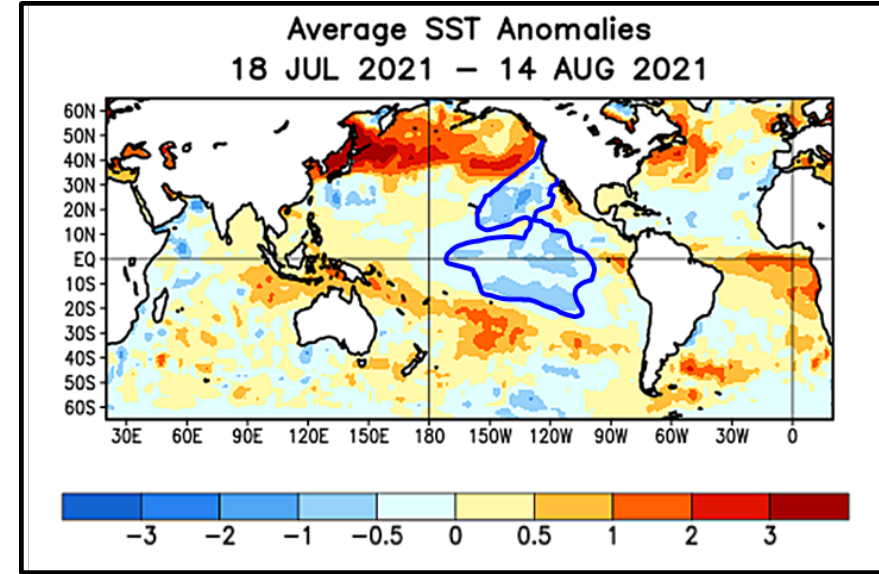 Average SST Anomalies
18 JUL 2021 – 14 AUG 2021
60N
50N
40N
30N
20N
10N
EQ
10S
20S
30S
40S
50S
60S
30E 60E 90E 120E 150E 180 150W 120W 90W 60W 30W 0
-3 -2 -1 -0.5 0 0.5 1 2 3